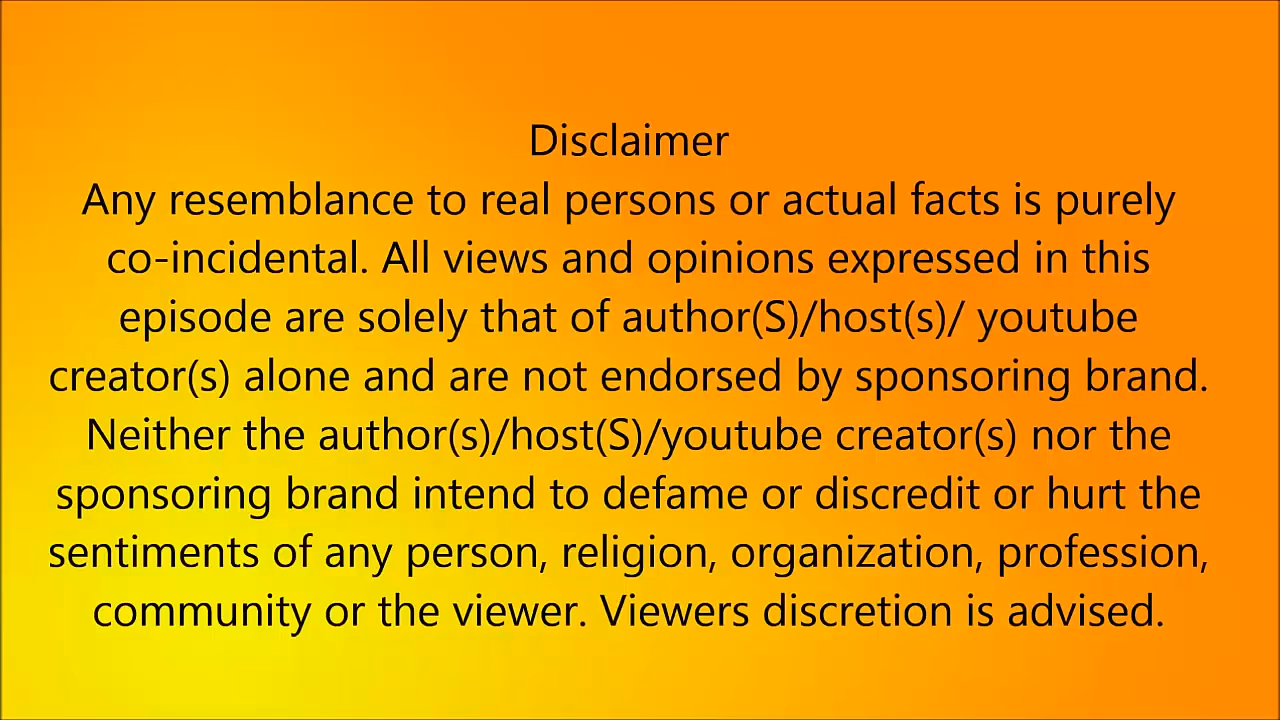 Disclaimer
Any resemblance to real persons or actual facts is purely
co-incidental. All views and opinions expressed in this
episode are solely that of author(S)/host(s)/ youtube
creator(s) alone and are not endorsed by sponsoring brand.
Neither the author(s)/host(S)/youtube creator(s) nor the
sponsoring brand intend to defame or discredit or hurt the
sentiments of any person, religion, organization, profession,
community or the viewer. Viewers discretion is advised.